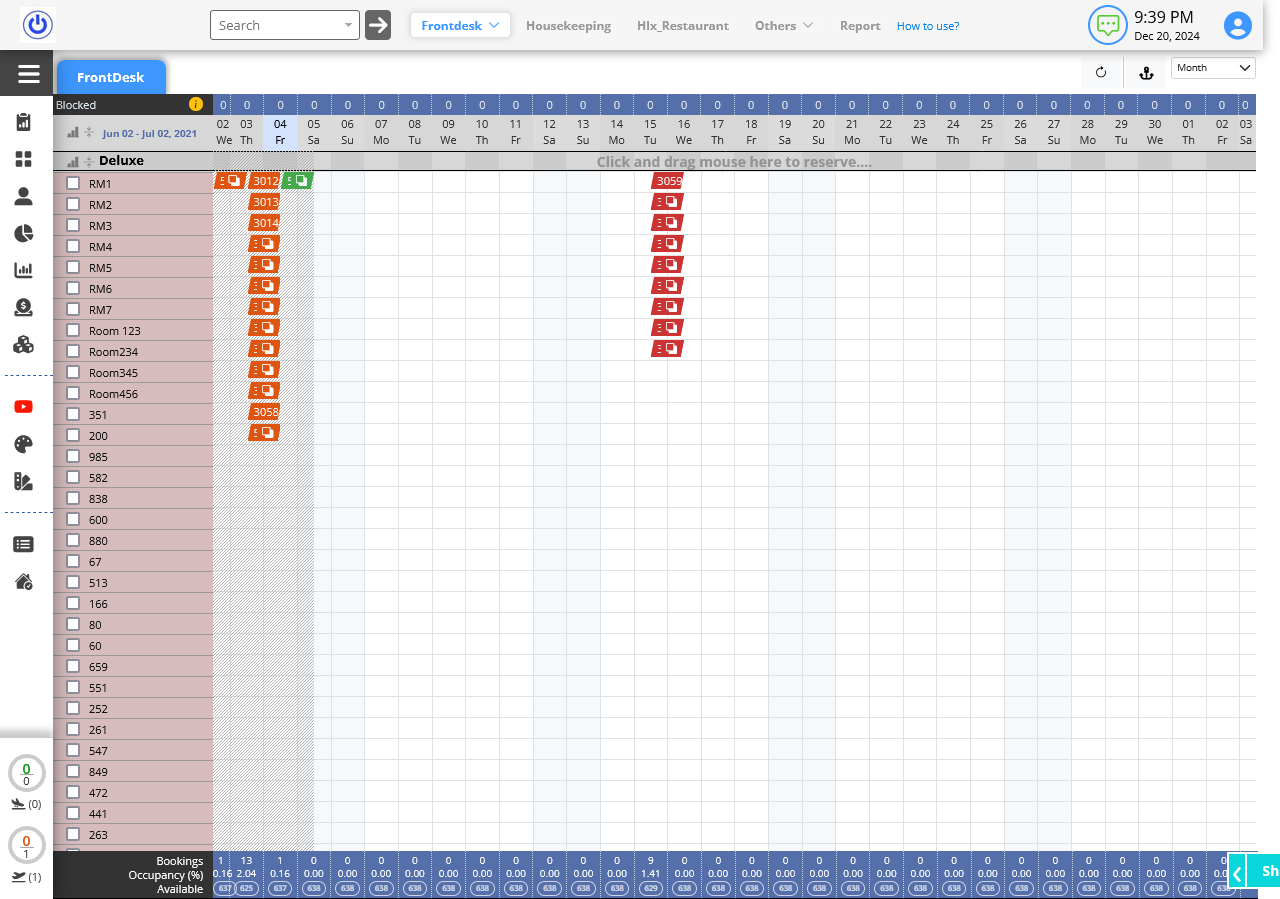 Search
Frontdesk
Housekeeping
Hlx_Restaurant
Others
Report
How to use?
9:39 PM
Dec 20, 2024
FrontDesk
Month
Blocked
0 0 0 0 0 0 0 0 0 0 0 0 0 0 0 0 0 0 0 0 0 0 0 0 0 0 0 0 0 0 0 0
Jun 02 - Jul 02, 2021
02 03 04 05 06 07 08 09 10 11 12 13 14 15 16 17 18 19 20 21 22 23 24 25 26 27 28 29 30 01 02 03
We Th Fr Sa Su Mo Tu We Th Fr Sa Su Mo Tu We Th Fr Sa Su Mo Tu We Th Fr Sa Su Mo Tu We Th Fr Sa
Deluxe
Click and drag mouse here to reserve....
RM1 3012 3059
RM2 3013
RM3 3014
RM4
RM5
RM6
RM7
Room 123
Room234
Room345
Room456
351 3058
200
985
582
838
600
880
67
513
166
80
60
659
551
252
261
547
849
472
441
263
0
0
(0)
0
1
(1)
Bookings 1 13 1 0 0 0 0 0 0 0 0 0 0 9 0 0 0 0 0 0 0 0 0 0 0 0 0 0 0 0 0
Occupancy (%) 0.16 2.04 0.16 0.00 0.00 0.00 0.00 0.00 0.00 0.00 0.00 0.00 0.00 1.41 0.00 0.00 0.00 0.00 0.00 0.00 0.00 0.00 0.00 0.00 0.00 0.00 0.00 0.00 0.00 0.00 0.00
Available 637 625 637 638 638 638 638 638 638 638 638 638 638 629 638 638 638 638 638 638 638 638 638 638 638 638 638 638 638 638 638
Sh